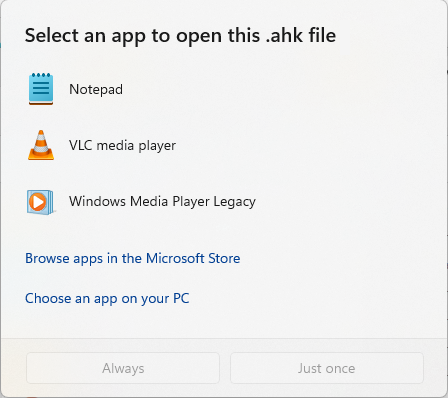 Select an app to open this .ahk file
Notepad
VLC media player
Windows Media Player Legacy
Browse apps in the Microsoft Store
Choose an app on your PC
Always
Just once